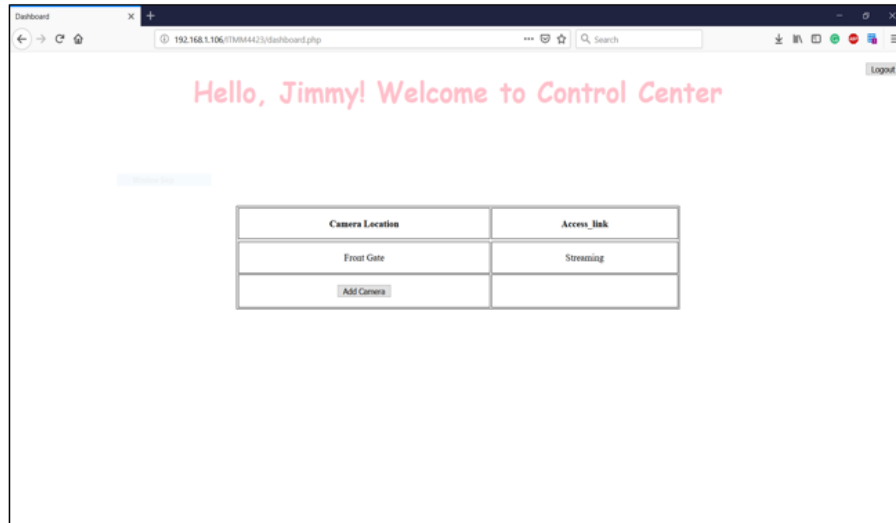 Dashboard
192.168.1.106/ITMM4423/dashboard.php
Search
Logout
Hello, Jimmy! Welcome to Control Center
Camera Location Access_link
Front Gate Streaming
Add Camera